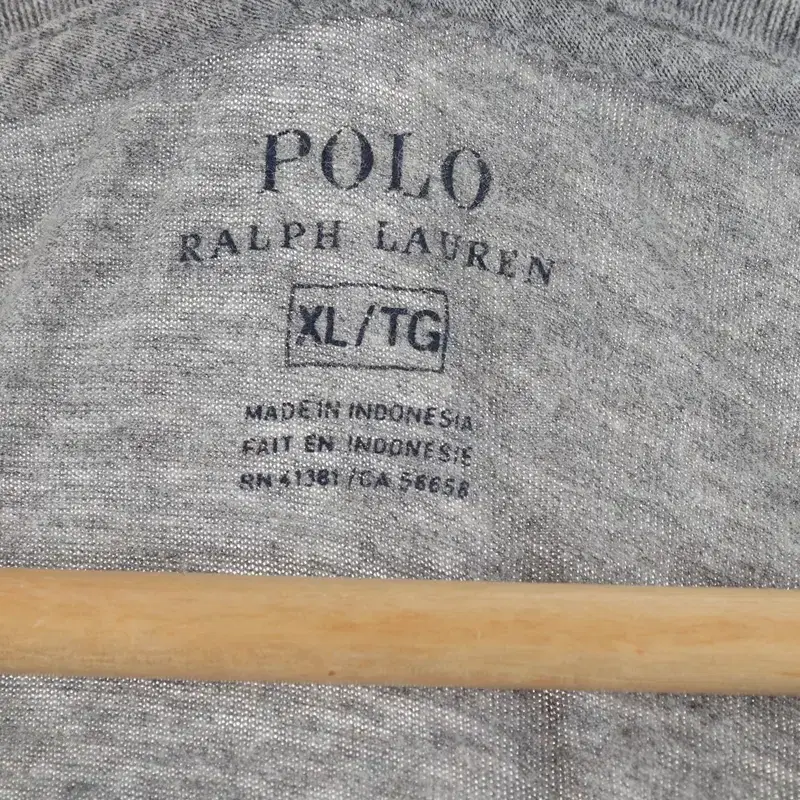 POLO
RALPH LAUREN
XL/TG
MADE IN INDONESIA
FAIT EN INDONESIE
RN 41381 / CA 56658